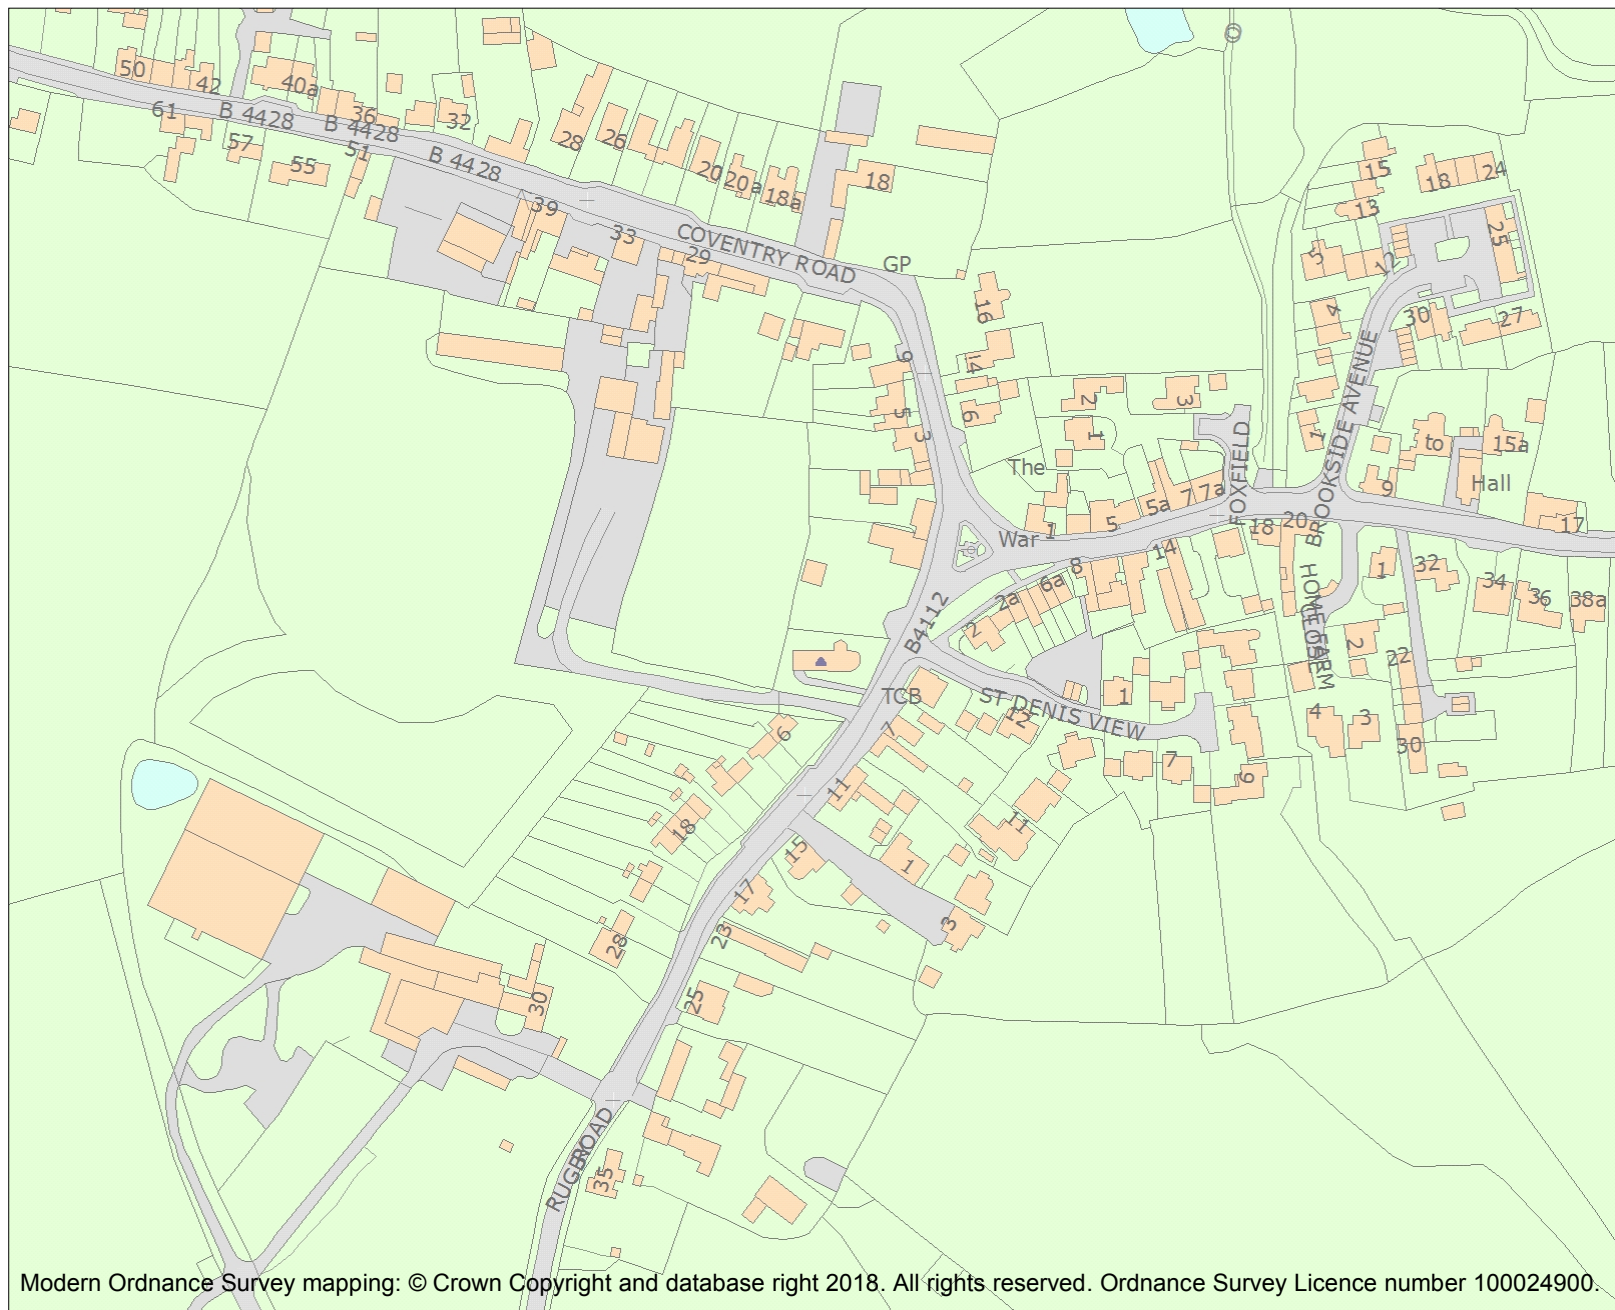 50
42
40a
36
32
61
B 4428
B 4428
B 4428
57
55
51
28
26
20
20a
18a
18
39
33
29
COVENTRY ROAD
GP
16
14
6
9
5
3
2
1
3
The
1
5
5a
7
7a
FOXFIELD
War
8
14
6a
2a
2
B4112
15
18
24
13
5
12
25
4
30
27
BROOKSIDE AVENUE
1
to
15a
9
Hall
17
18
20
1
32
34
36
38a
HOME FARM
CLOSE
2
22
4
3
30
TCB
ST DENIS VIEW
1
12
7
9
7
6
11
18
11
15
1
17
3
23
28
25
30
RUGBY ROAD
35
Modern Ordnance Survey mapping: © Crown Copyright and database right 2018. All rights reserved. Ordnance Survey Licence number 100024900.